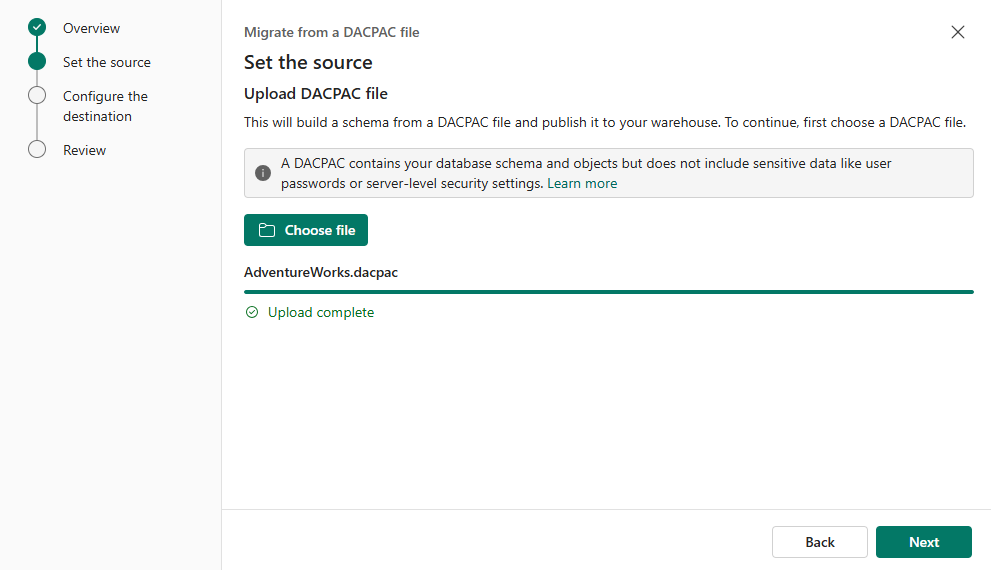 Overview
Set the source
Configure the
destination
Review
Migrate from a DACPAC file
Set the source
Upload DACPAC file
This will build a schema from a DACPAC file and publish it to your warehouse. To continue, first choose a DACPAC file.
A DACPAC contains your database schema and objects but does not include sensitive data like user
passwords or server-level security settings. Learn more
Choose file
AdventureWorks.dacpac
Upload complete
Back
Next